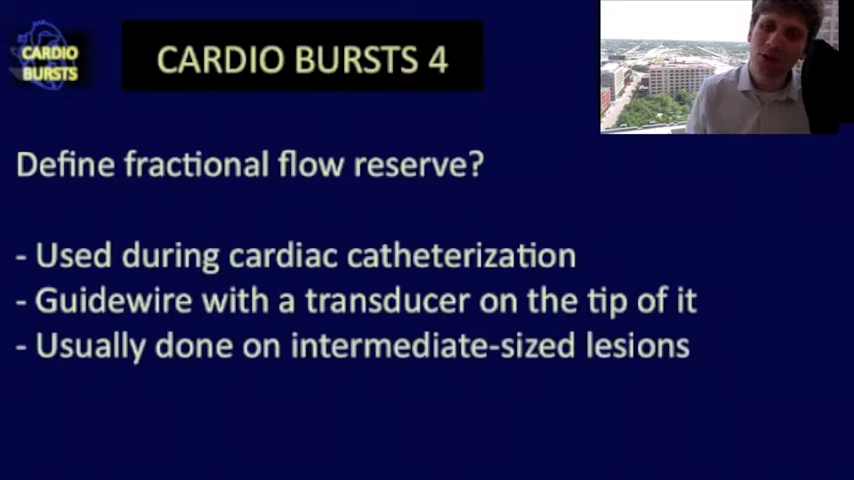 CARDIO
BURSTS
CARDIO BURSTS 4
Define fractional flow reserve?
- Used during cardiac catheterization
- Guidewire with a transducer on the tip of it
- Usually done on intermediate-sized lesions